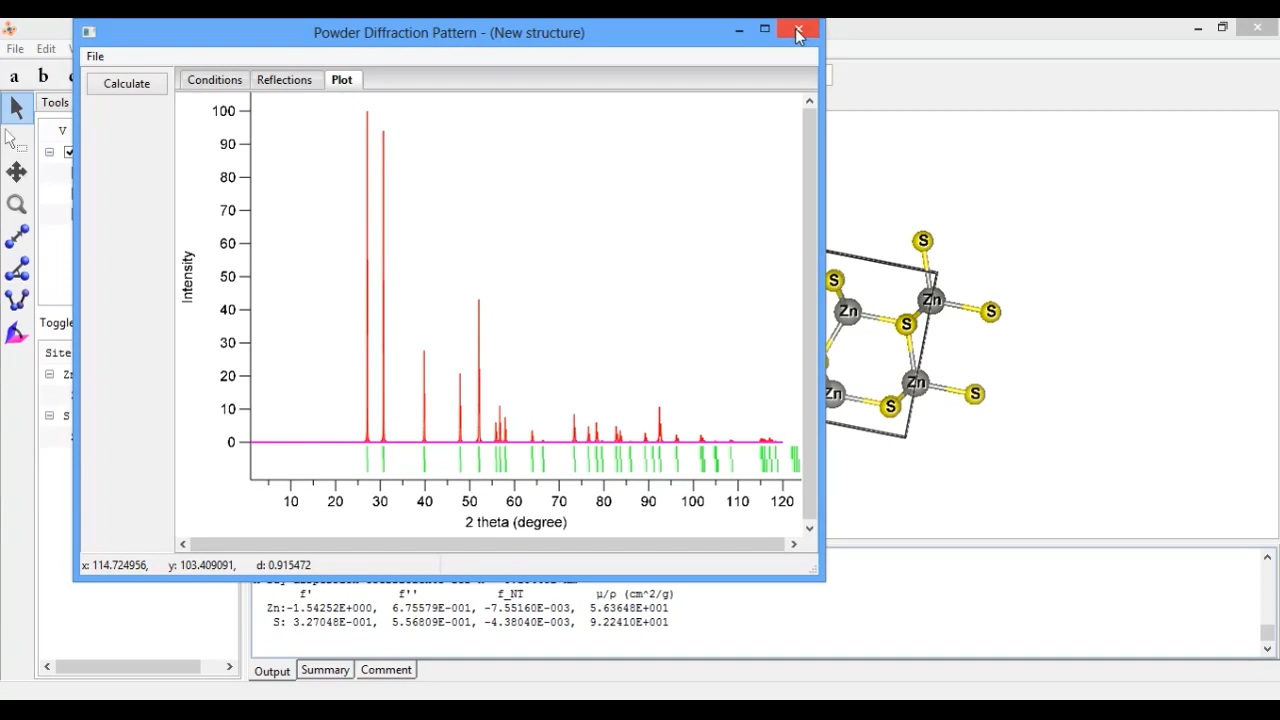 Powder Diffraction Pattern - (New structure)
File
Calculate
Conditions
Reflections
Plot
100
90
80
70
60
50
40
30
20
10
0
Intensity
10 20 30 40 50 60 70 80 90 100 110 120
2 theta (degree)
x: 114.724956, y: 103.409091, d: 0.915472
File Edit
a b
Tools
V
Toggle
Site
S
S
S
Zn
Zn
S
S
S
Zn
Zn
S
S
f' f'' f_NT μ/ρ (cm^2/g)
Zn:-1.54252E+000, 6.75579E-001, -7.55160E-003, 5.63648E+001
S: 3.27048E-001, 5.56809E-001, -4.38040E-003, 9.22410E+001
Output
Summary
Comment